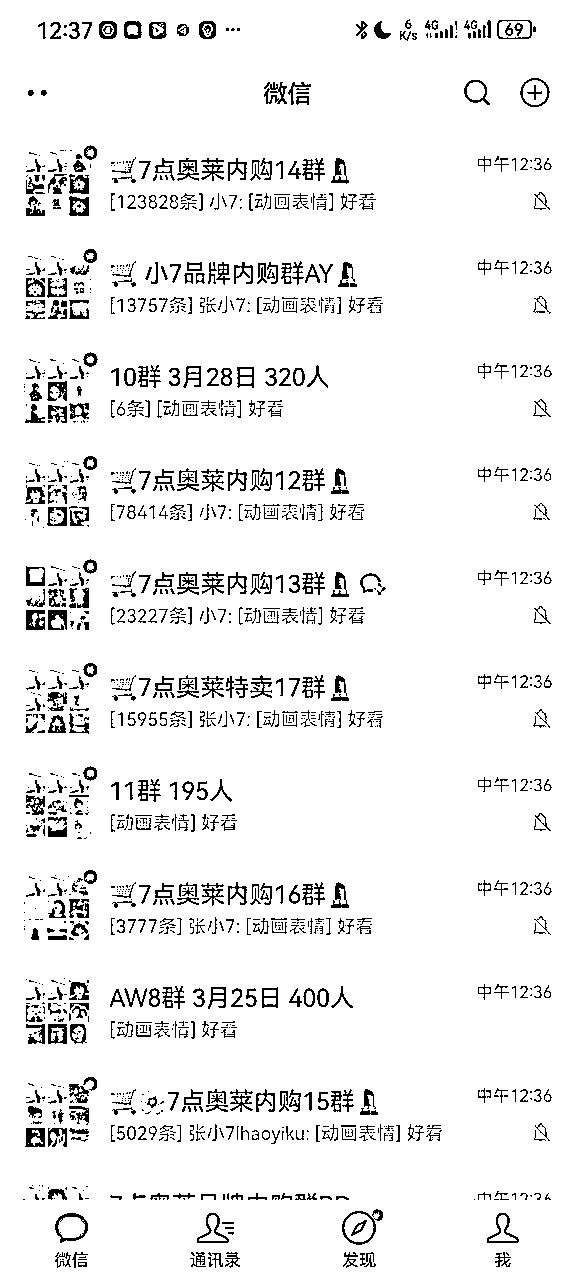 12:37 6 K/s 4G 4G 69
微信
🛒7点奥莱内购14群👠 中午12:36
[123828条] 小7: [动画表情] 好看
🛒 小7品牌内购群AY👠 中午12:36
[13757条] 张小7: [动画表情] 好看
10群 3月28日 320人 中午12:36
[6条] [动画表情] 好看
🛒7点奥莱内购12群👠 中午12:36
[78414条] 小7: [动画表情] 好看
🛒7点奥莱内购13群👠 中午12:36
[23227条] 小7: [动画表情] 好看
🛒7点奥莱特卖17群👠 中午12:36
[15955条] 张小7: [动画表情] 好看
11群 195人 中午12:36
[动画表情] 好看
🛒7点奥莱内购16群👠 中午12:36
[3777条] 张小7: [动画表情] 好看
AW8群 3月25日 400人 中午12:36
[动画表情] 好看
🛒7点奥莱内购15群👠 中午12:36
[5029条] 张小7lhaoyiku: [动画表情] 好看
中午12:36
微信 通讯录 发现 我